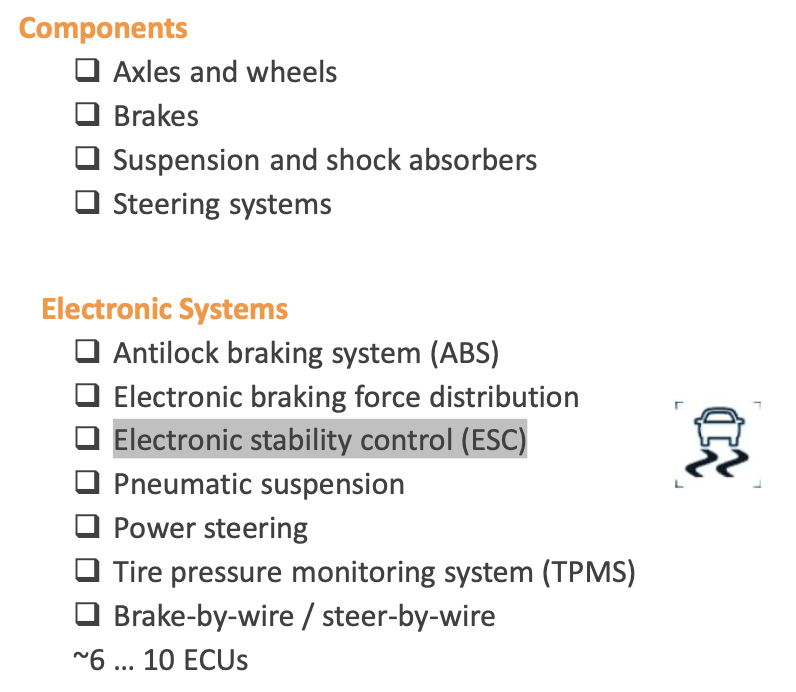 Components
❑ Axles and wheels
❑ Brakes
❑ Suspension and shock absorbers
❑ Steering systems
Electronic Systems
❑ Antilock braking system (ABS)
❑ Electronic braking force distribution
❑ Electronic stability control (ESC)
❑ Pneumatic suspension
❑ Power steering
❑ Tire pressure monitoring system (TPMS)
❑ Brake-by-wire / steer-by-wire
~6 ... 10 ECUs